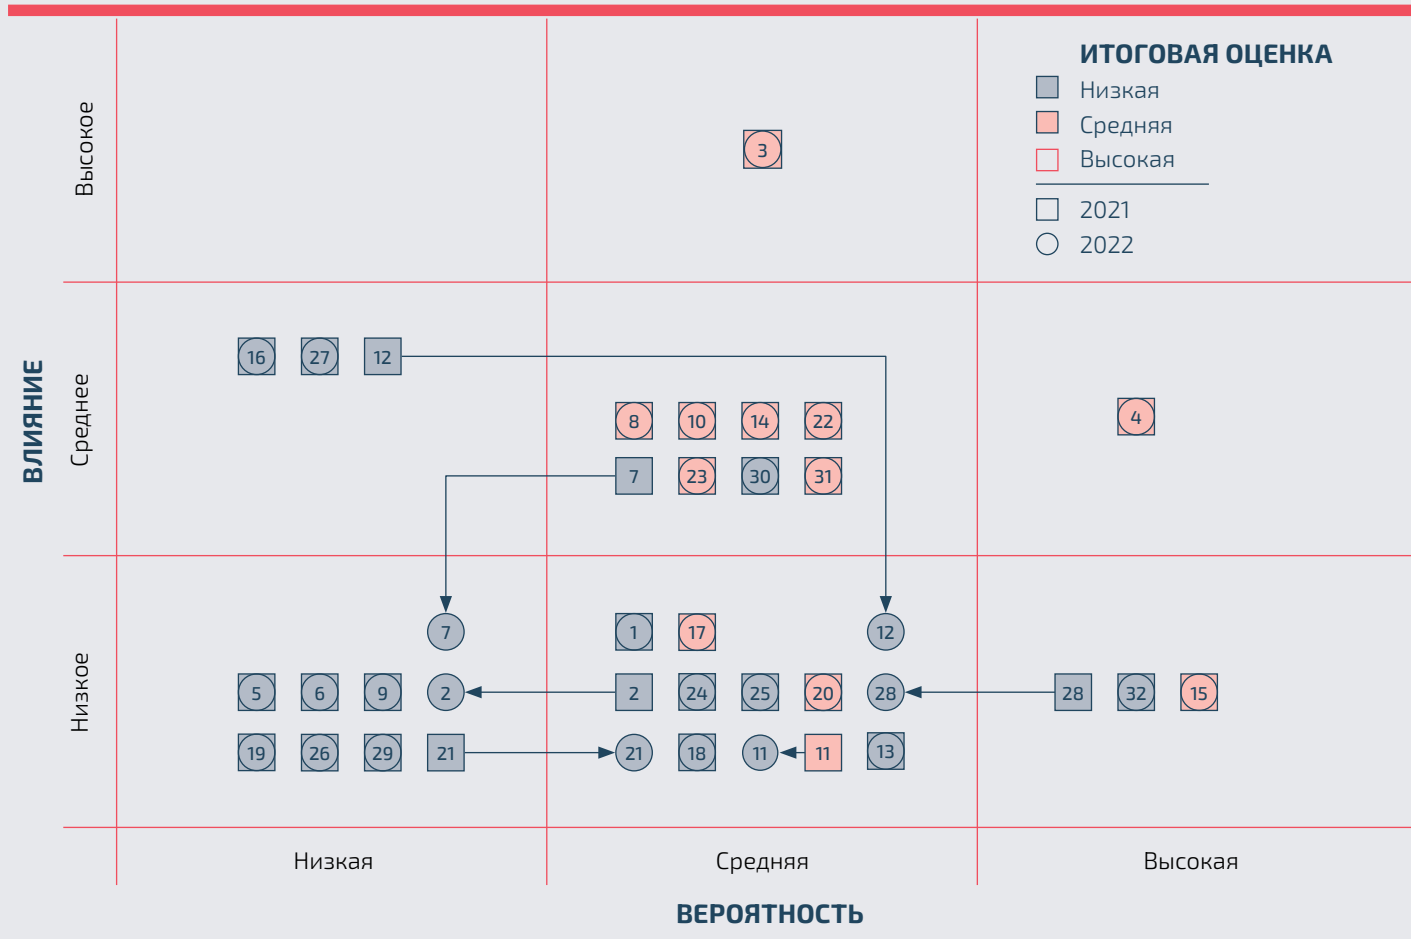 ИТОГОВАЯ ОЦЕНКА
Низкая
Средняя
Высокая
2021
2022
ВЛИЯНИЕ
Высокое
3
Среднее
16 27 12
8 10 14 22
4
7 23 30 31
Низкое
7 1 17 12
5 6 9 2 2 24 25 20 28 28 32 15
19 26 29 21 21 18 11 11 13
Низкая Средняя Высокая
ВЕРОЯТНОСТЬ